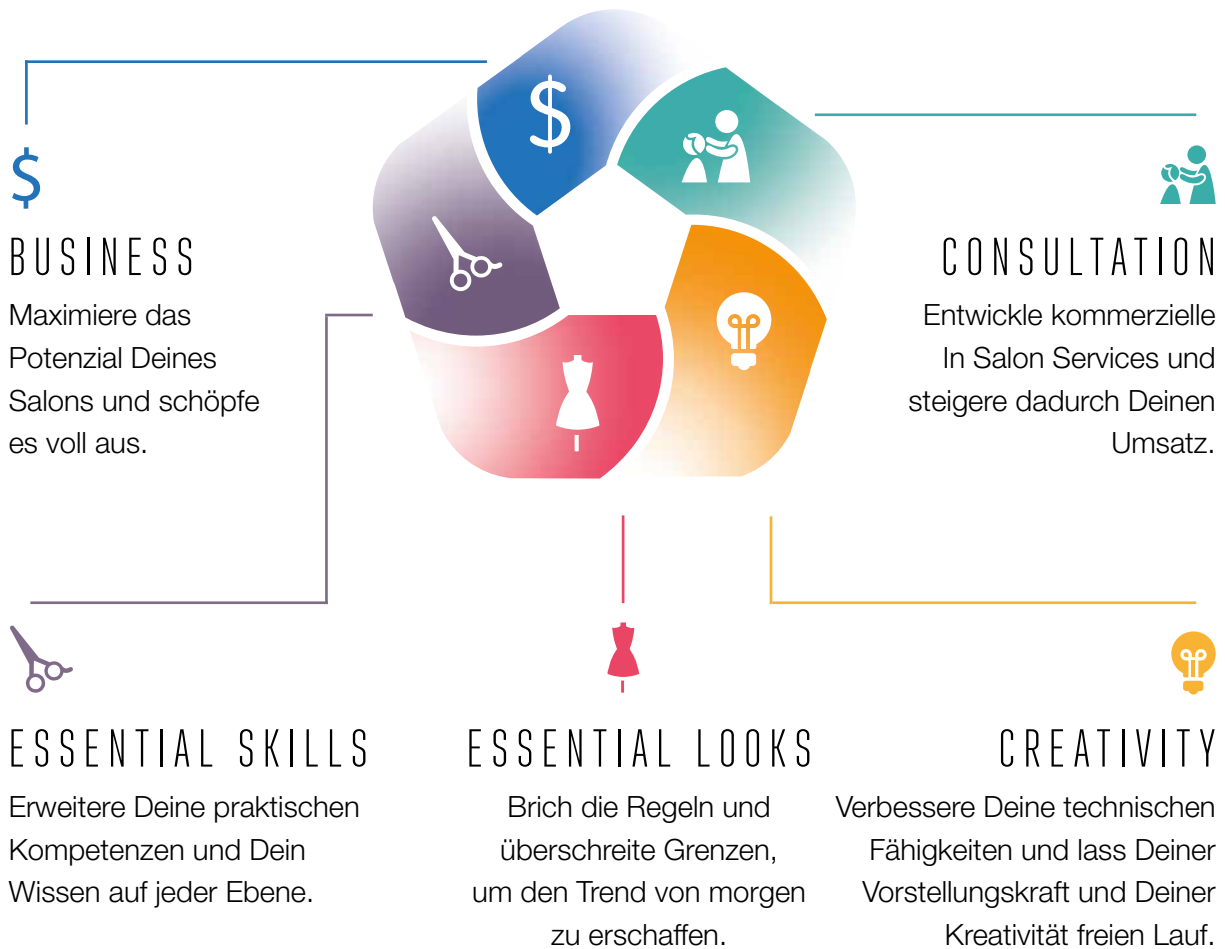 BUSINESS
Maximiere das
Potenzial Deines
Salons und schöpfe
es voll aus.
CONSULTATION
Entwickle kommerzielle
In Salon Services und
steigere dadurch Deinen
Umsatz.
ESSENTIAL SKILLS
Erweitere Deine praktischen
Kompetenzen und Dein
Wissen auf jeder Ebene.
ESSENTIAL LOOKS
Brich die Regeln und
überschreite Grenzen,
um den Trend von morgen
zu erschaffen.
CREATIVITY
Verbessere Deine technischen
Fähigkeiten und lass Deiner
Vorstellungskraft und Deiner
Kreativität freien Lauf.